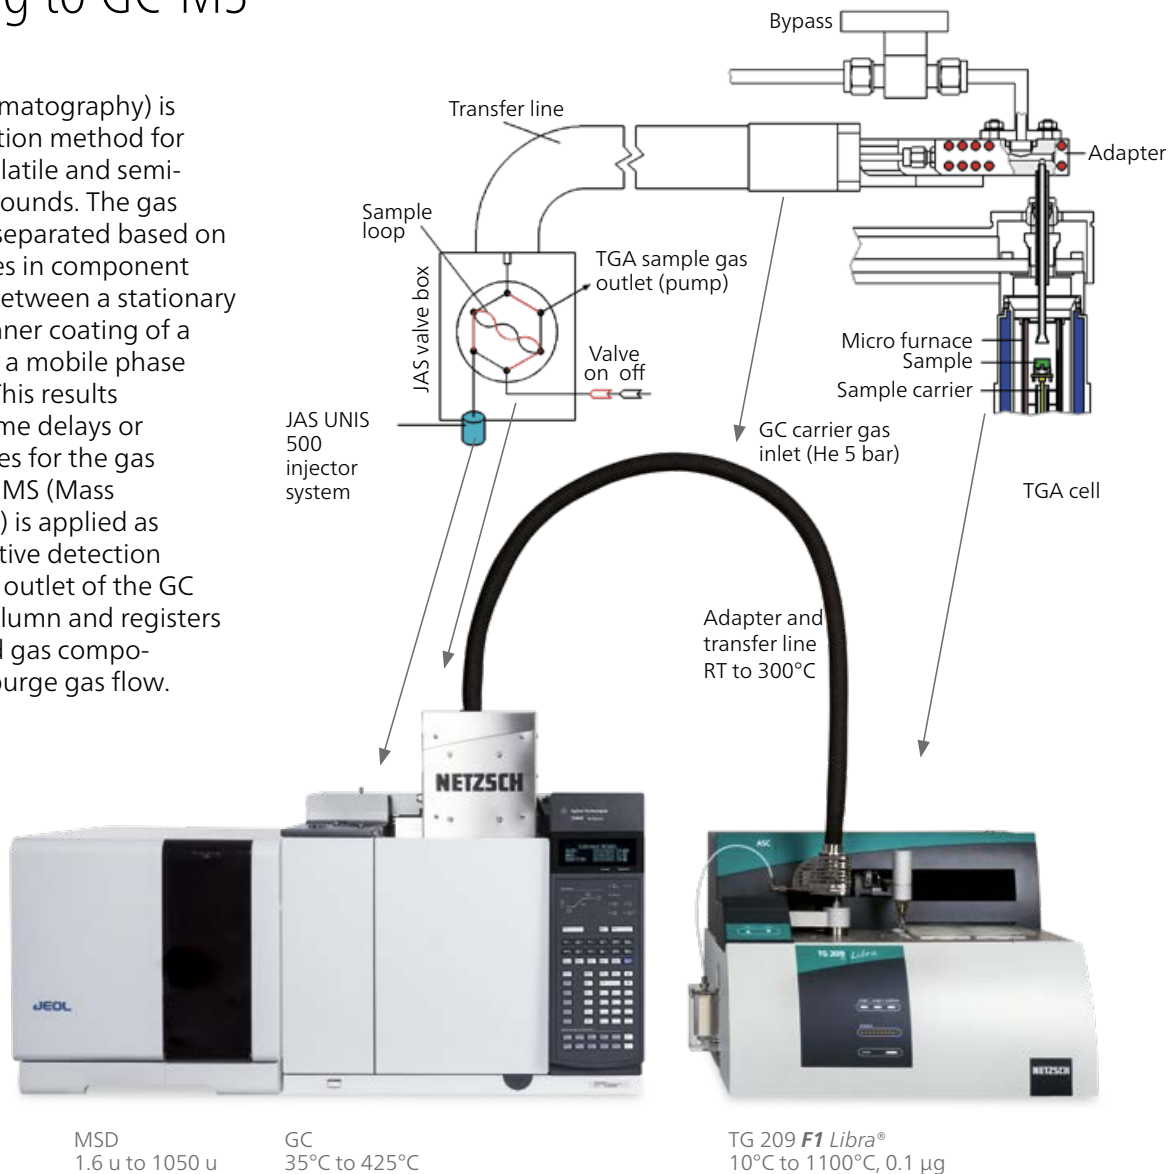 g to GC-MS
matography) is
tion method for
latile and semi-
ounds. The gas
separated based on
es in component
between a stationary
nner coating of a
a mobile phase
This results
me delays or
es for the gas
MS (Mass
) is applied as
tive detection
outlet of the GC
lumn and registers
d gas compo-
purge gas flow.
Bypass
Transfer line
Adapter
Sample
loop
TGA sample gas
outlet (pump)
JAS valve box
Valve
on off
Micro furnace
Sample
Sample carrier
JAS UNIS
500
injector
system
GC carrier gas
inlet (He 5 bar)
TGA cell
Adapter and
transfer line
RT to 300°C
NETZSCH
Agilent Technologies
ASC
TG 209 F1 Libra
JEOL
NETZSCH
MSD
1.6 u to 1050 u
GC
35°C to 425°C
TG 209 F1 Libra®
10°C to 1100°C, 0.1 µg